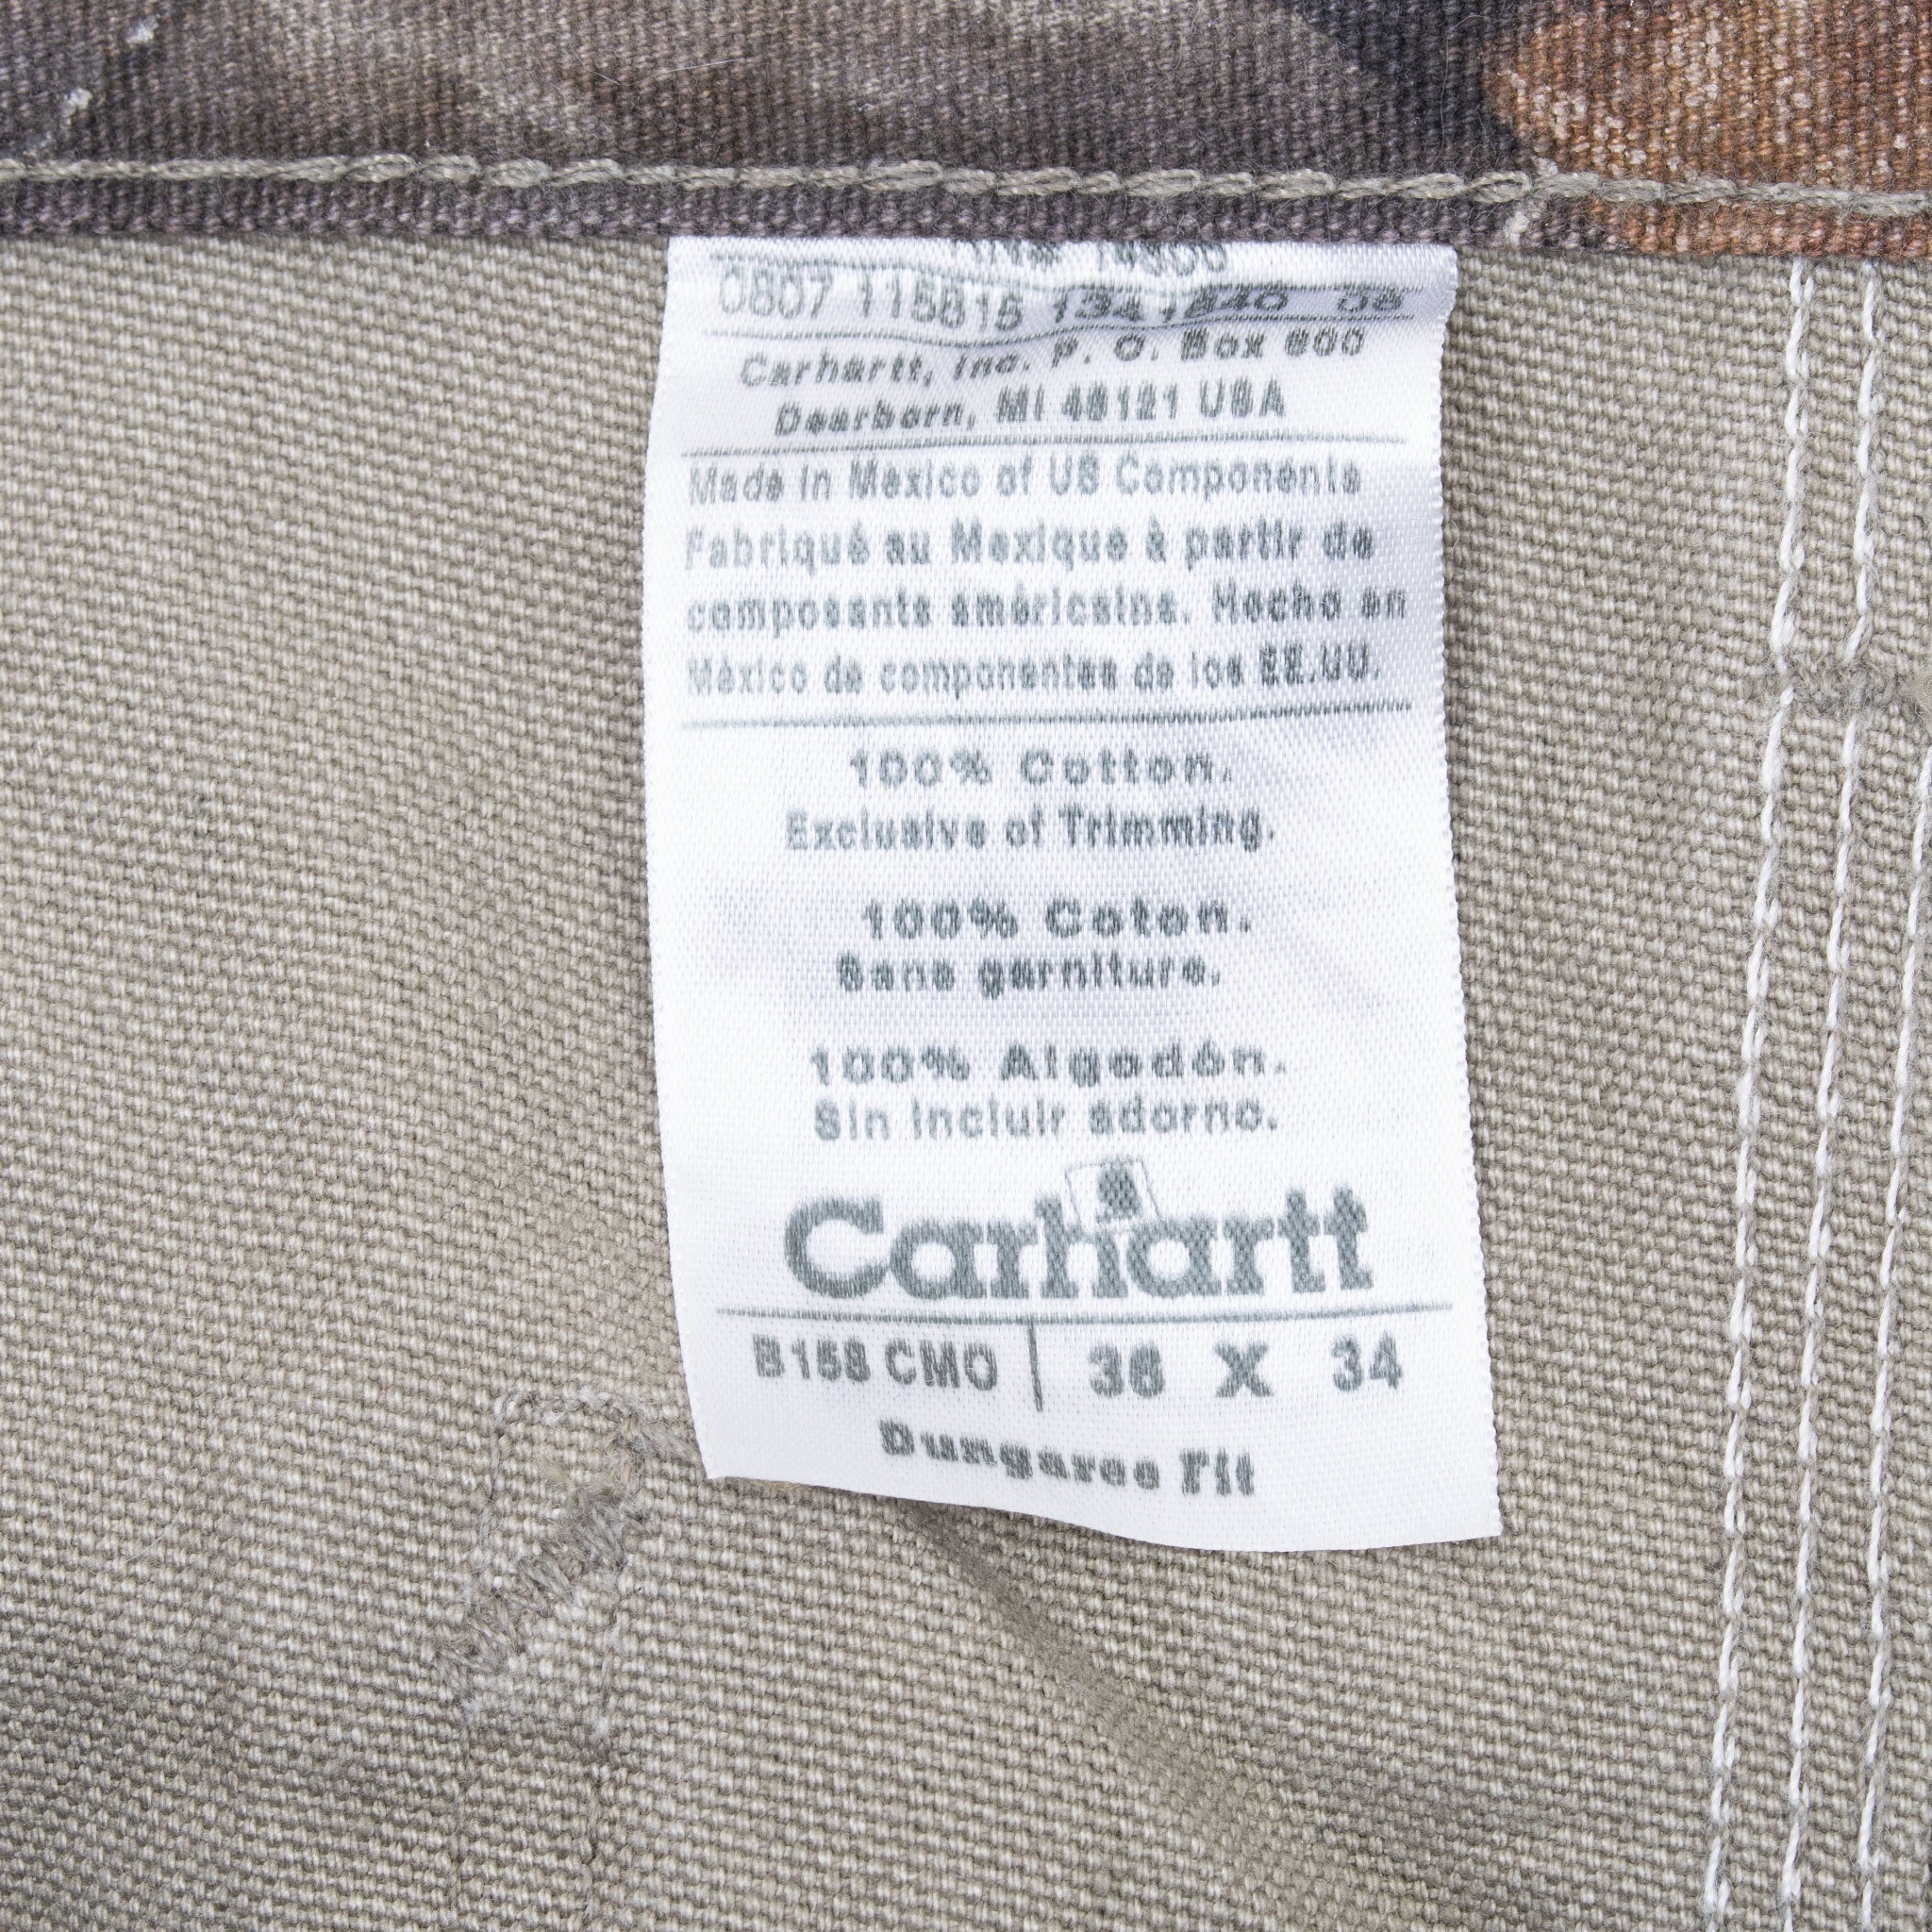 0807 115815 134 1840 08
Carhartt, Inc. P. O. Box 600
Dearborn, MI 48121 USA
Made in Mexico of US Components
Fabriqué au Mexique à partir de
composants américains. Hecho en
México de componentes de los EE.UU.
100% Cotton.
Exclusive of Trimming.
100% Coton.
Sans garniture.
100% Algodón.
Sin incluir adorno.
Carhartt
B158 CMO 36 X 34
Dungaree Fit